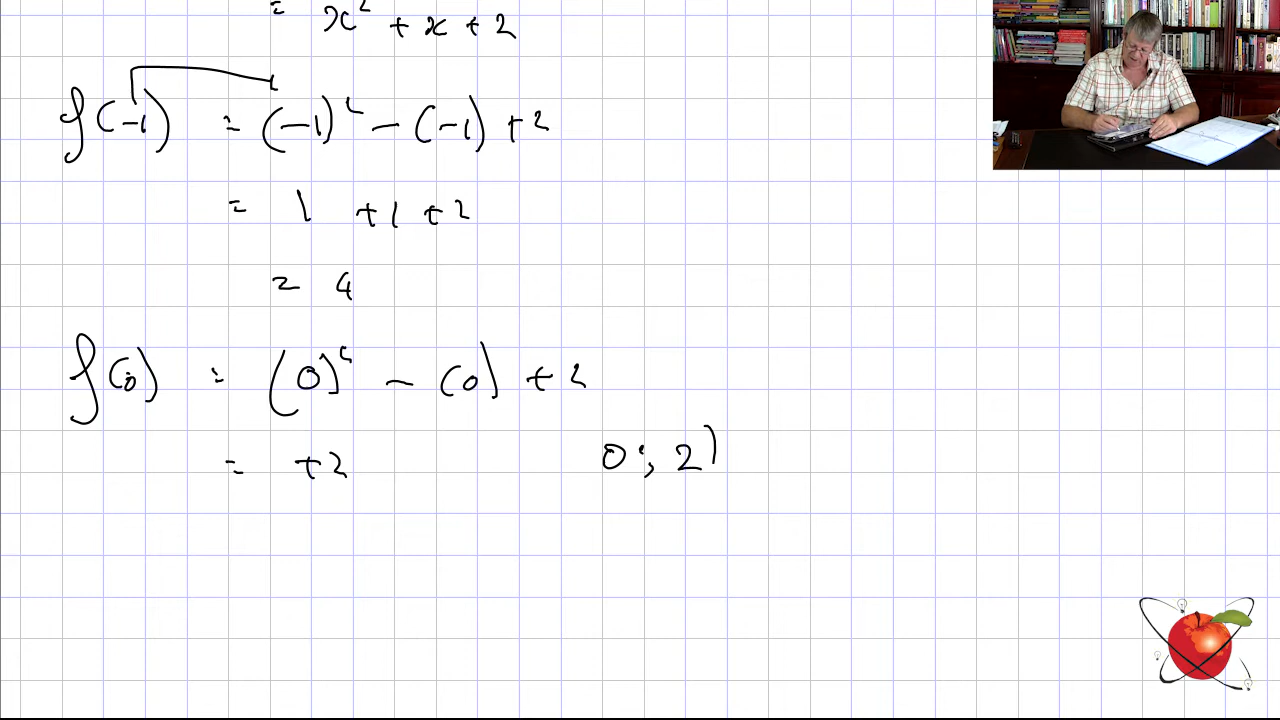 = x² + x + 2
f(-1) = (-1)² - (-1) + 2
= 1 + 1 + 2
= 4
f(0) = (0)² - (0) + 2
= +2
0 ; 2)